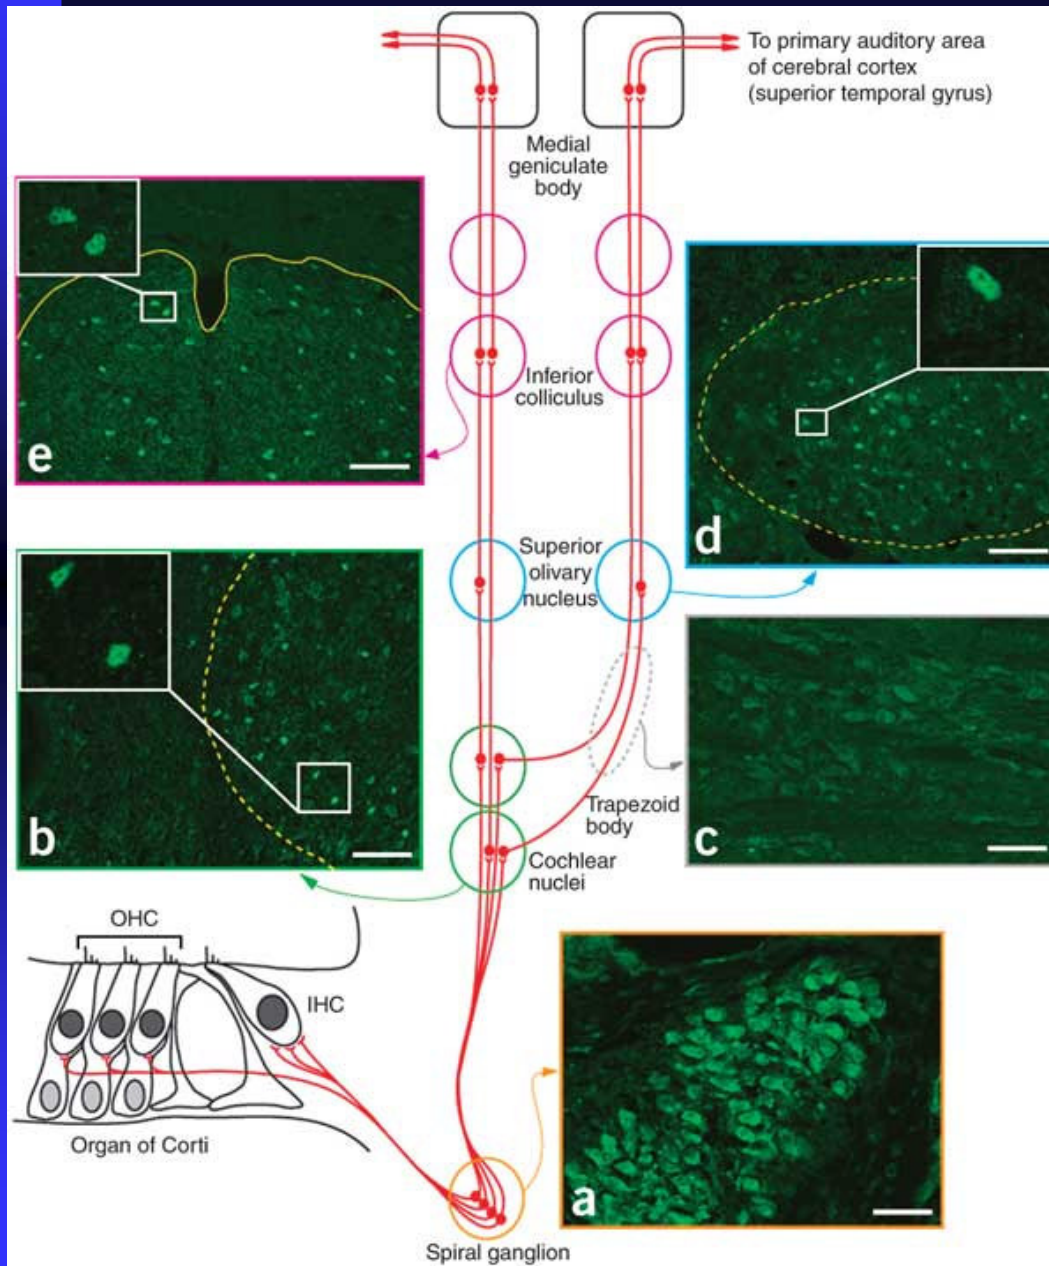 To primary auditory area
of cerebral cortex
(superior temporal gyrus)
Medial
geniculate
body
Inferior
colliculus
e
d
Superior
olivary
nucleus
b
Trapezoid
body
c
Cochlear
nuclei
OHC
IHC
Organ of Corti
a
Spiral ganglion